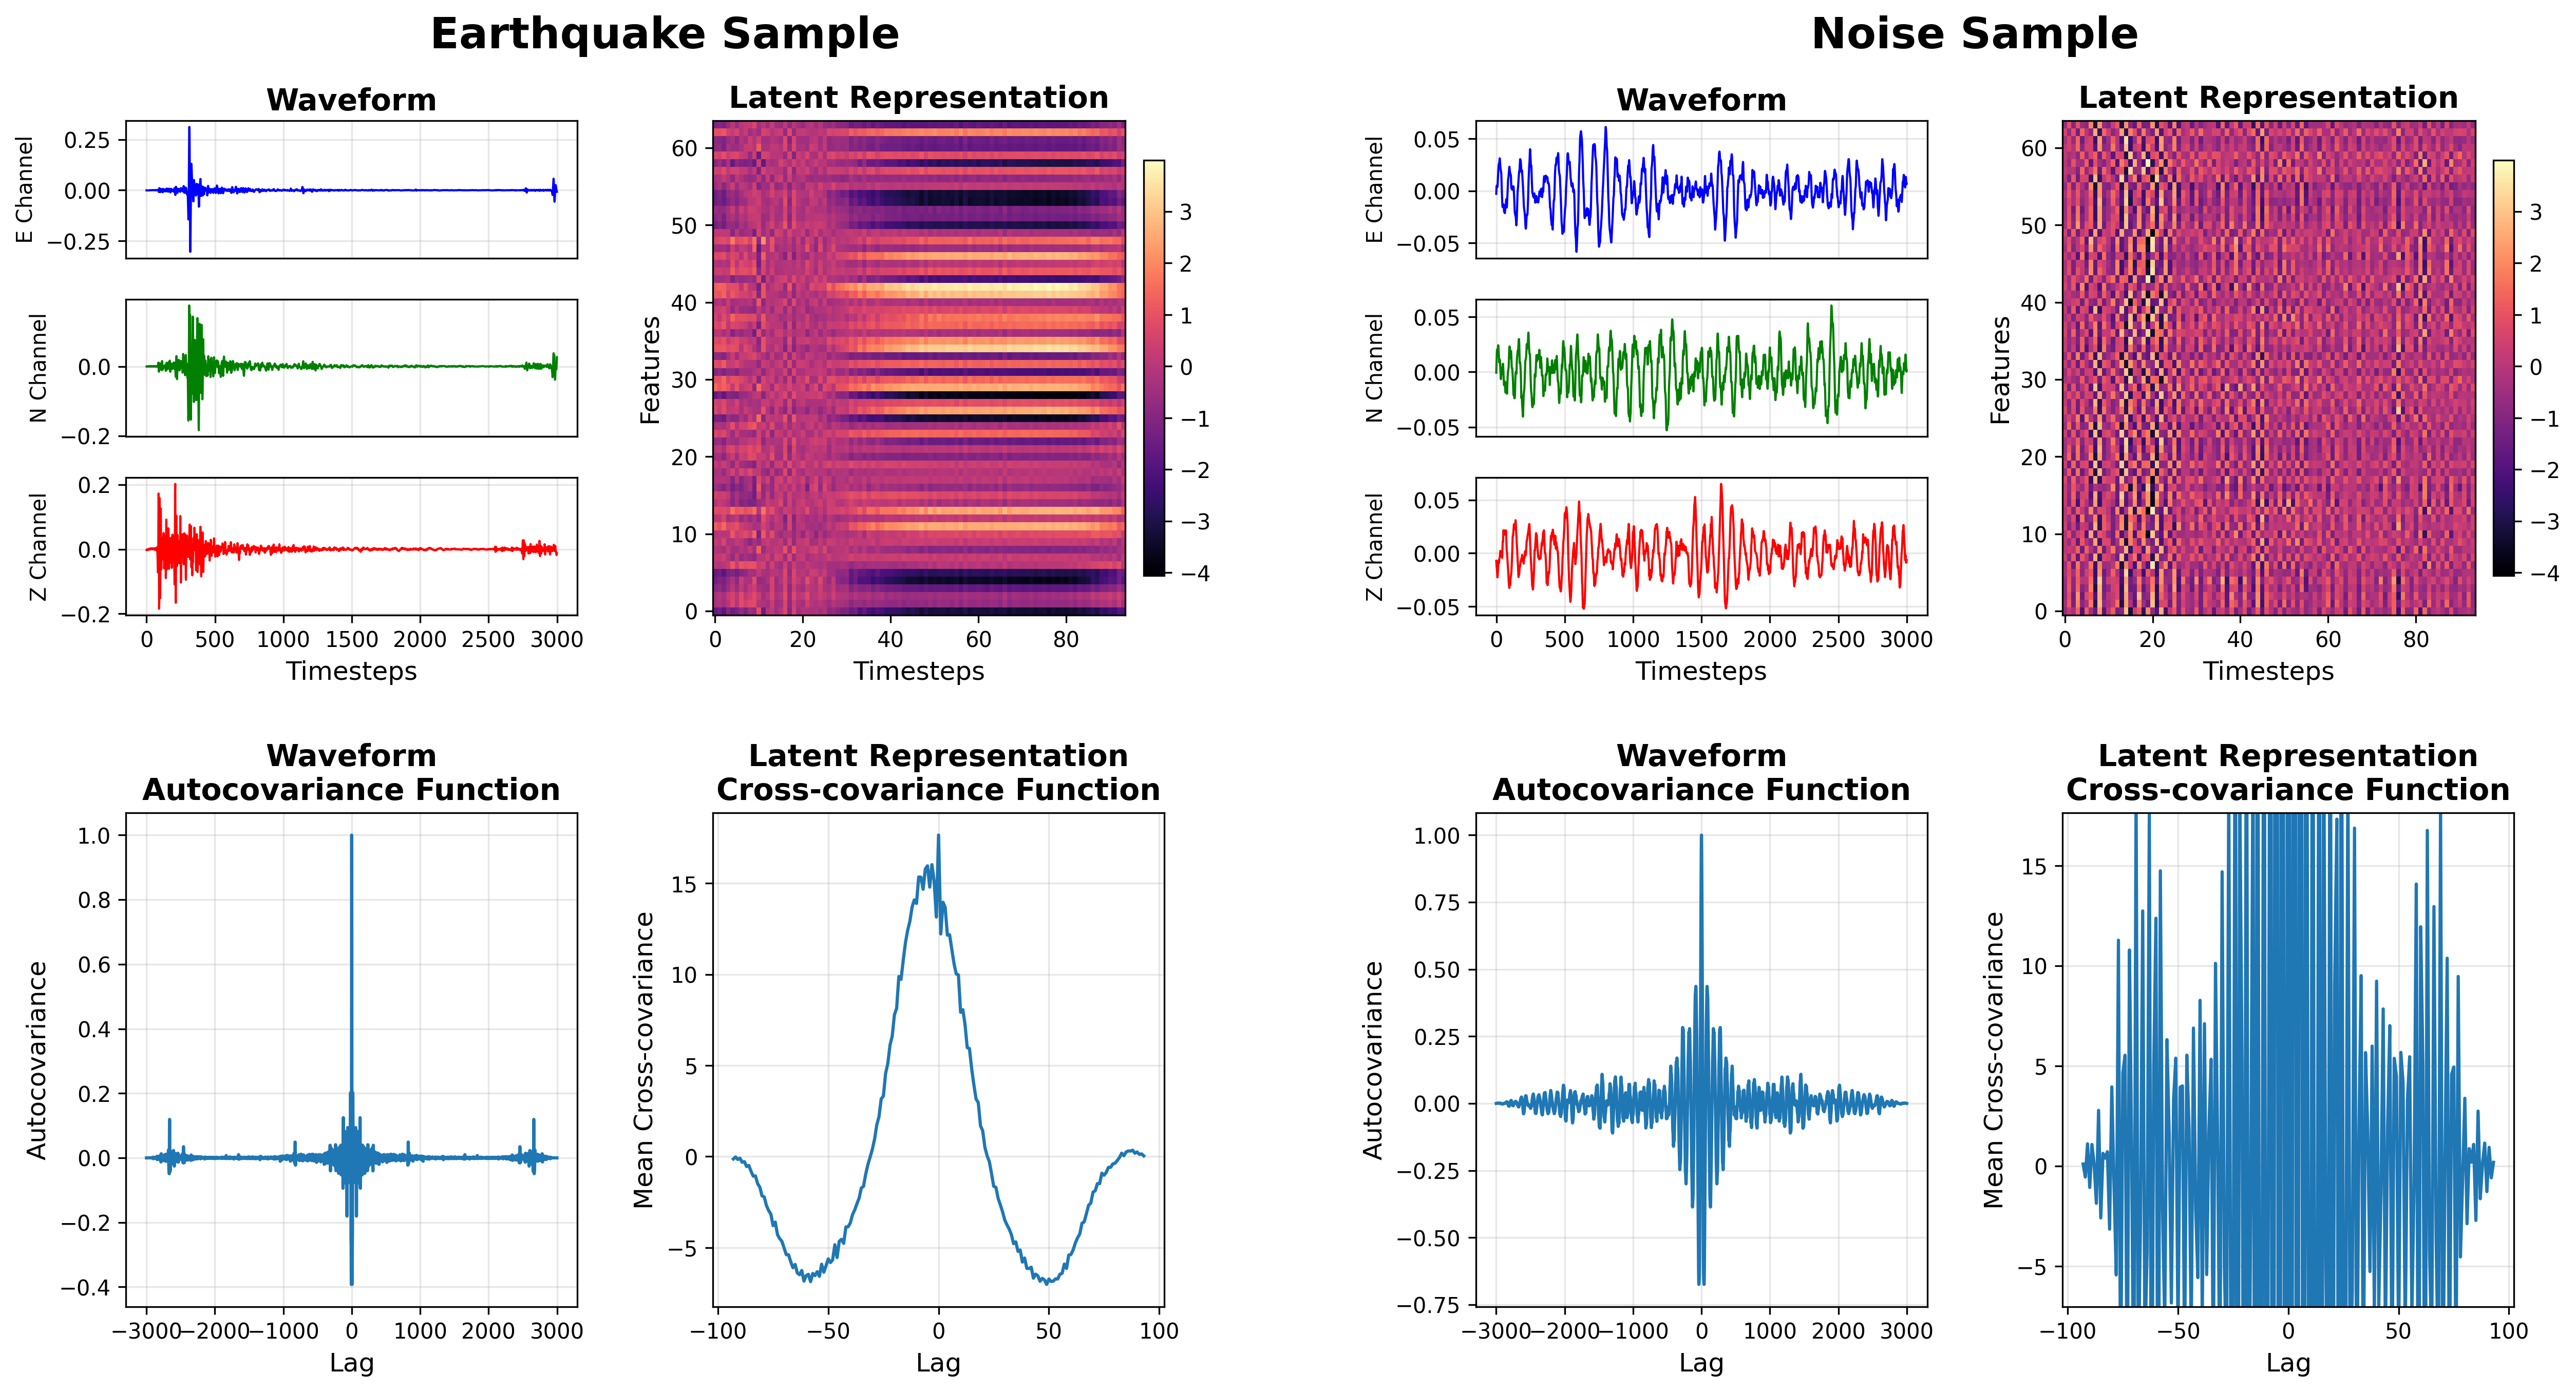 Earthquake Sample
Noise Sample
Waveform
E Channel
0.25
0.00
−0.25
N Channel
0.0
−0.2
Z Channel
0.2
0.0
−0.2
0 500 1000 1500 2000 2500 3000
Timesteps
Latent Representation
Features
60
50
40
30
20
10
0
0 20 40 60 80
Timesteps
3
2
1
0
−1
−2
−3
−4
Waveform
E Channel
0.05
0.00
−0.05
N Channel
0.05
0.00
−0.05
Z Channel
0.05
0.00
−0.05
0 500 1000 1500 2000 2500 3000
Timesteps
Latent Representation
Features
60
50
40
30
20
10
0
0 20 40 60 80
Timesteps
3
2
1
0
−1
−2
−3
−4
Waveform
Autocovariance Function
Autocovariance
1.0
0.8
0.6
0.4
0.2
0.0
−0.2
−0.4
−3000 −2000 −1000 0 1000 2000 3000
Lag
Latent Representation
Cross-covariance Function
Mean Cross-covariance
15
10
5
0
−5
−100 −50 0 50 100
Lag
Waveform
Autocovariance Function
Autocovariance
1.00
0.75
0.50
0.25
0.00
−0.25
−0.50
−0.75
−3000 −2000 −1000 0 1000 2000 3000
Lag
Latent Representation
Cross-covariance Function
Mean Cross-covariance
15
10
5
0
−5
−100 −50 0 50 100
Lag